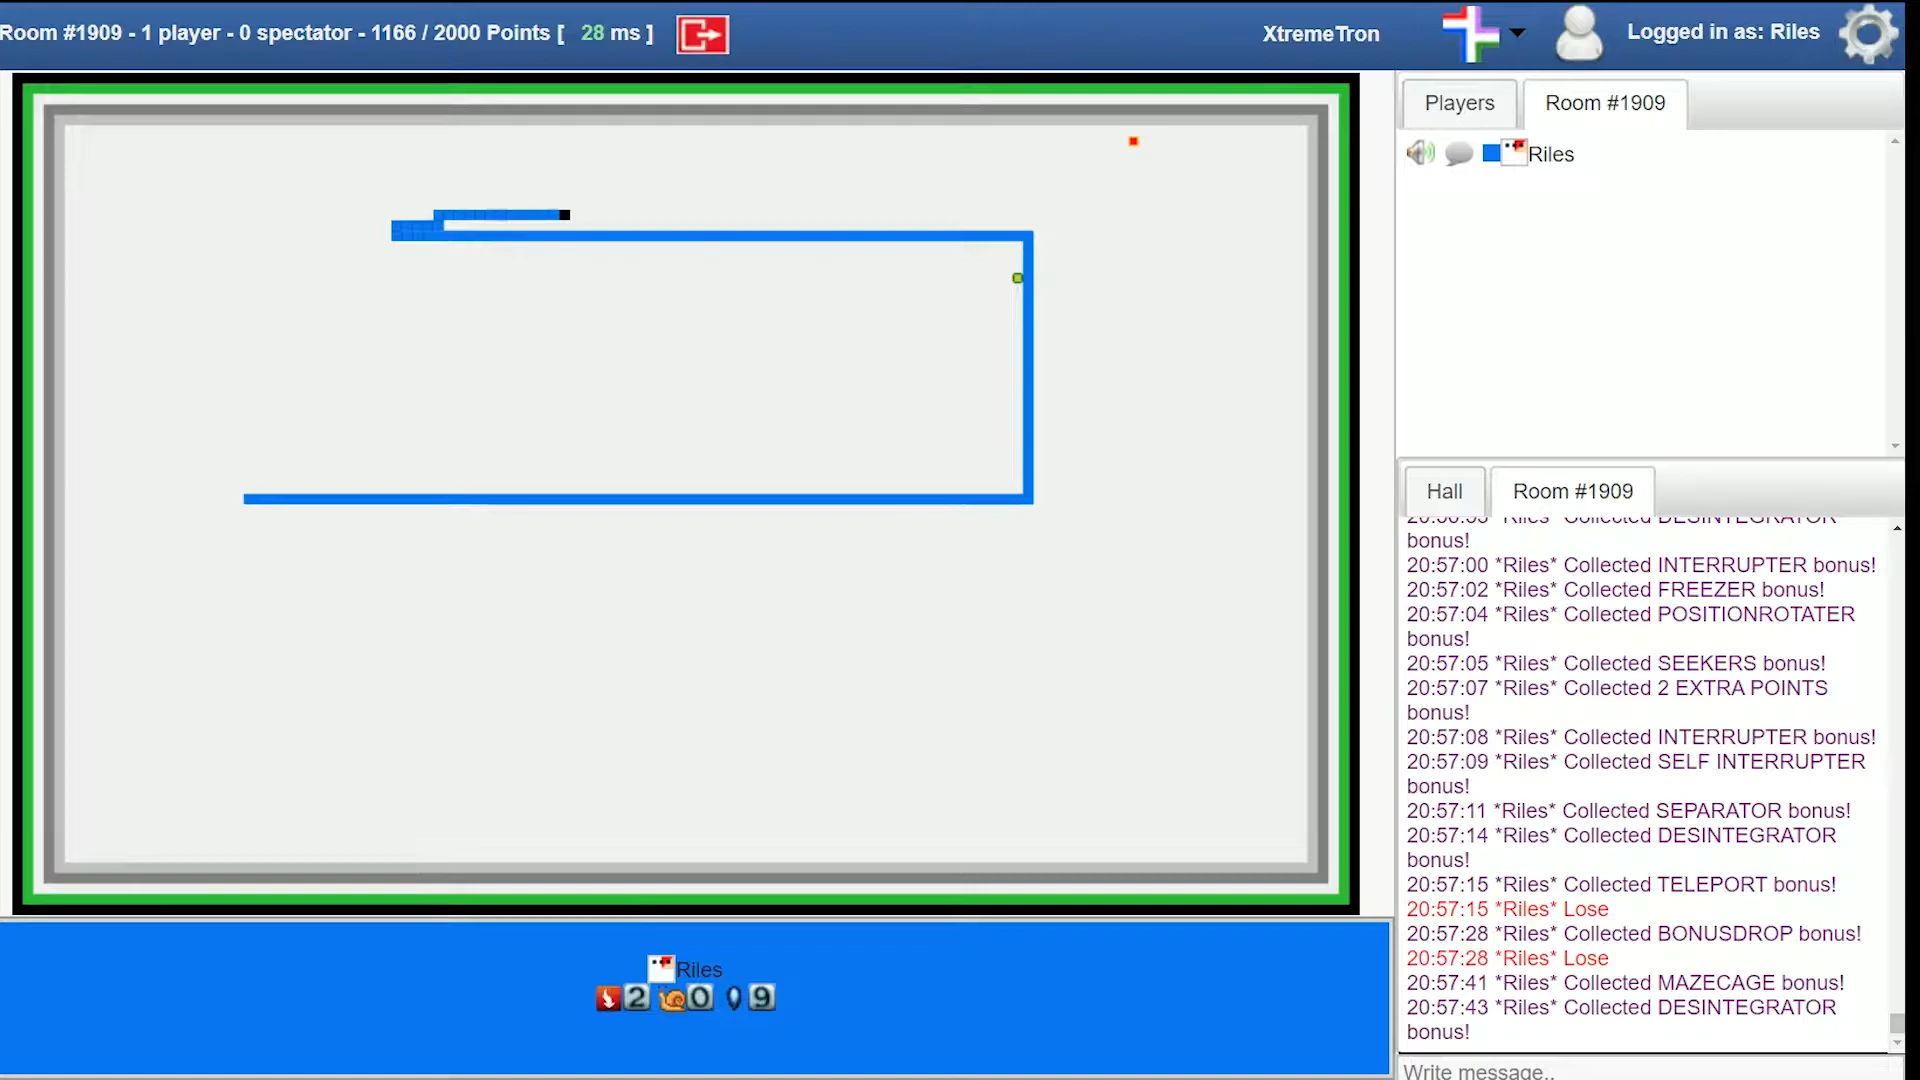 Room #1909 - 1 player - 0 spectator - 1166 / 2000 Points [ 28 ms ]
XtremeTron
Logged in as: Riles
Players
Room #1909
Riles
Hall
Room #1909
*Riles* Collected DESINTEGRATOR
bonus!
20:57:00 *Riles* Collected INTERRUPTER bonus!
20:57:02 *Riles* Collected FREEZER bonus!
20:57:04 *Riles* Collected POSITIONROTATER
bonus!
20:57:05 *Riles* Collected SEEKERS bonus!
20:57:07 *Riles* Collected 2 EXTRA POINTS
bonus!
20:57:08 *Riles* Collected INTERRUPTER bonus!
20:57:09 *Riles* Collected SELF INTERRUPTER
bonus!
20:57:11 *Riles* Collected SEPARATOR bonus!
20:57:14 *Riles* Collected DESINTEGRATOR
bonus!
20:57:15 *Riles* Collected TELEPORT bonus!
20:57:15 *Riles* Lose
20:57:28 *Riles* Collected BONUSDROP bonus!
20:57:28 *Riles* Lose
20:57:41 *Riles* Collected MAZECAGE bonus!
20:57:43 *Riles* Collected DESINTEGRATOR
bonus!
Write message..
Riles
2 0 9